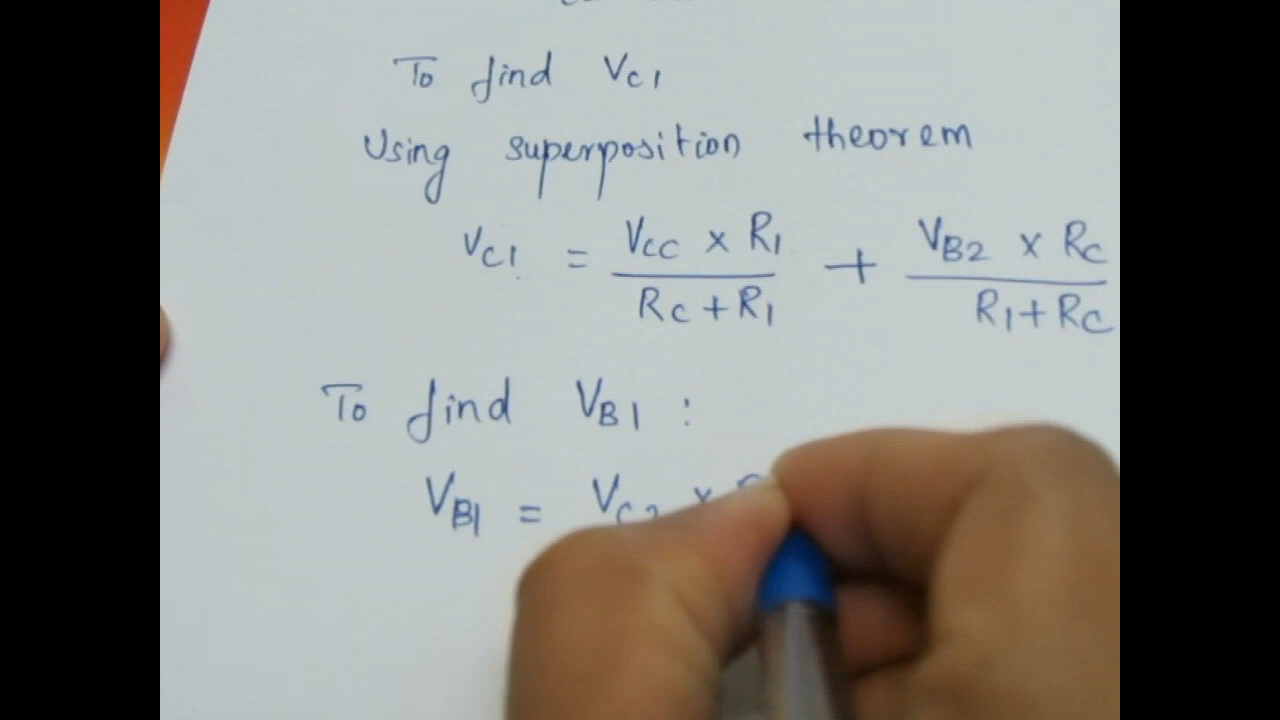 To find VC1
Using superposition theorem
VC1 = VCC × R1 / RC + R1 + VB2 × RC / R1 + RC
To find VB1 :
VB1 = VC2 ×